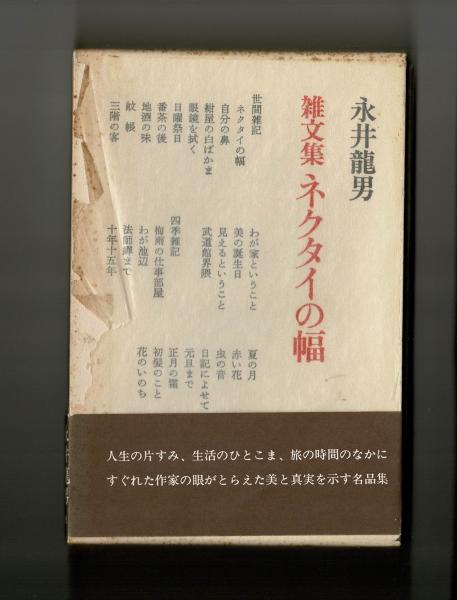 永井龍男
雑文集 ネクタイの幅
世間雑記
ネクタイの幅
自分の鼻
紺屋の白ばかま
眼鏡を拭く
日曜祭日
番茶の後
地酒の味
蚊帳
三階の客
わが家ということ
美の誕生日
見えるということ
武道館界隈
四季雑記
梅雨の仕事部屋
わが池辺
法師蟬まで
十年十五年
夏の月
赤い花
虫の音
日記によせて
元旦まで
正月の霜
初髪のこと
花のいのち
人生の片すみ、生活のひとこま、旅の時間のなかに
すぐれた作家の眼がとらえた美と真実を示す名品集